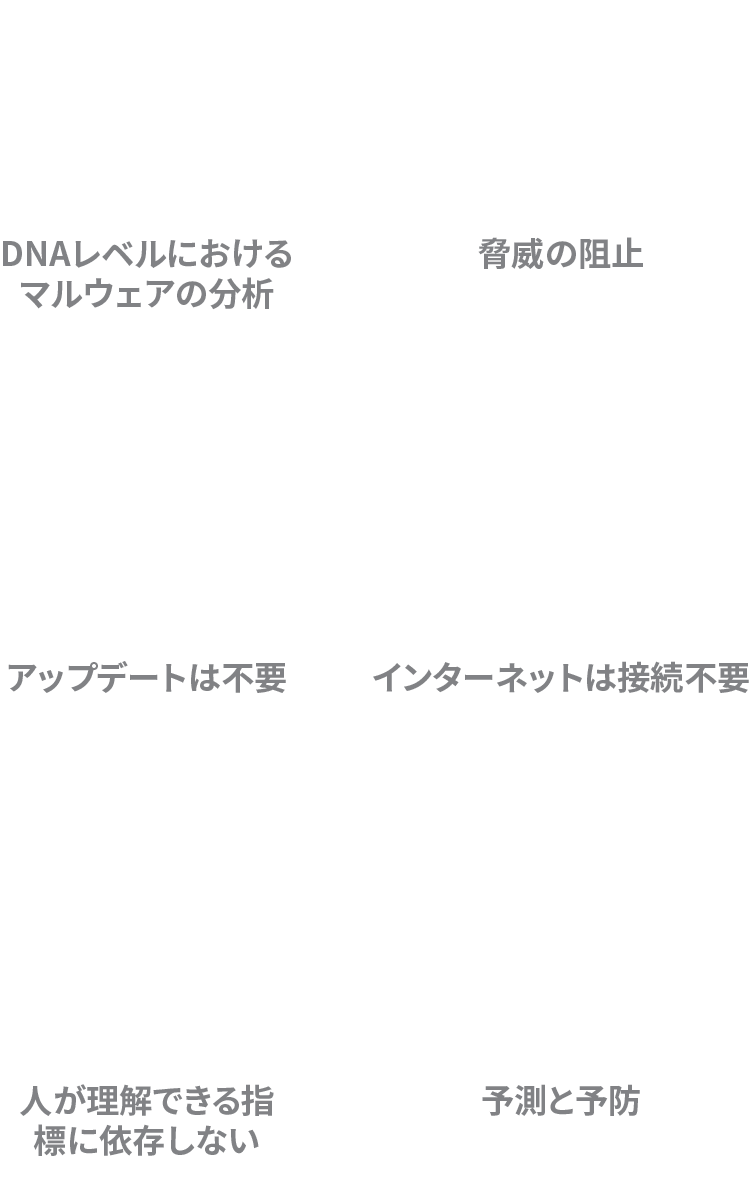 DNAレベルにおける
マルウェアの分析
脅威の阻止
アップデートは不要
インターネットは接続不要
人が理解できる指
標に依存しない
予測と予防